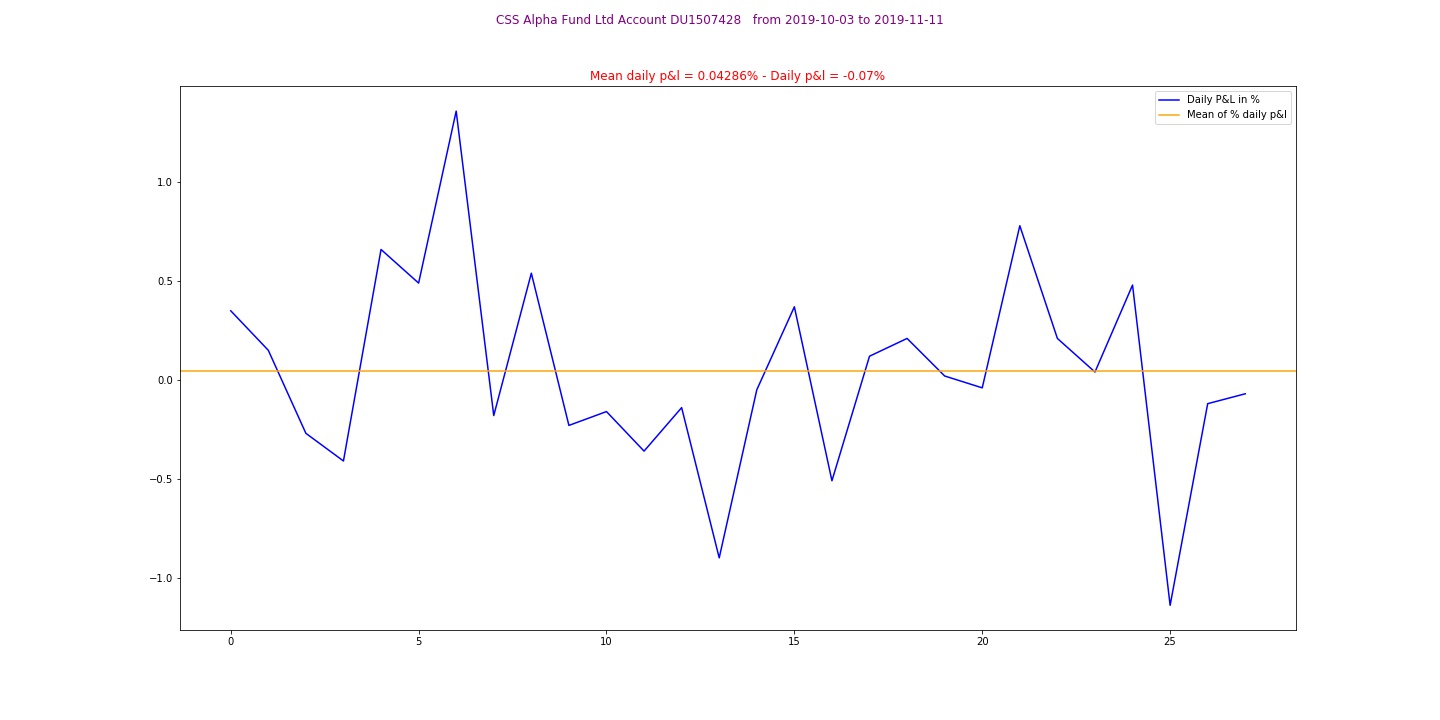 CSS Alpha Fund Ltd Account DU1507428   from 2019-10-03 to 2019-11-11
Mean daily p&l = 0.04286% - Daily p&l = -0.07%
Daily P&L in %
Mean of % daily p&l
1.0
0.5
0.0
−0.5
−1.0
0
5
10
15
20
25